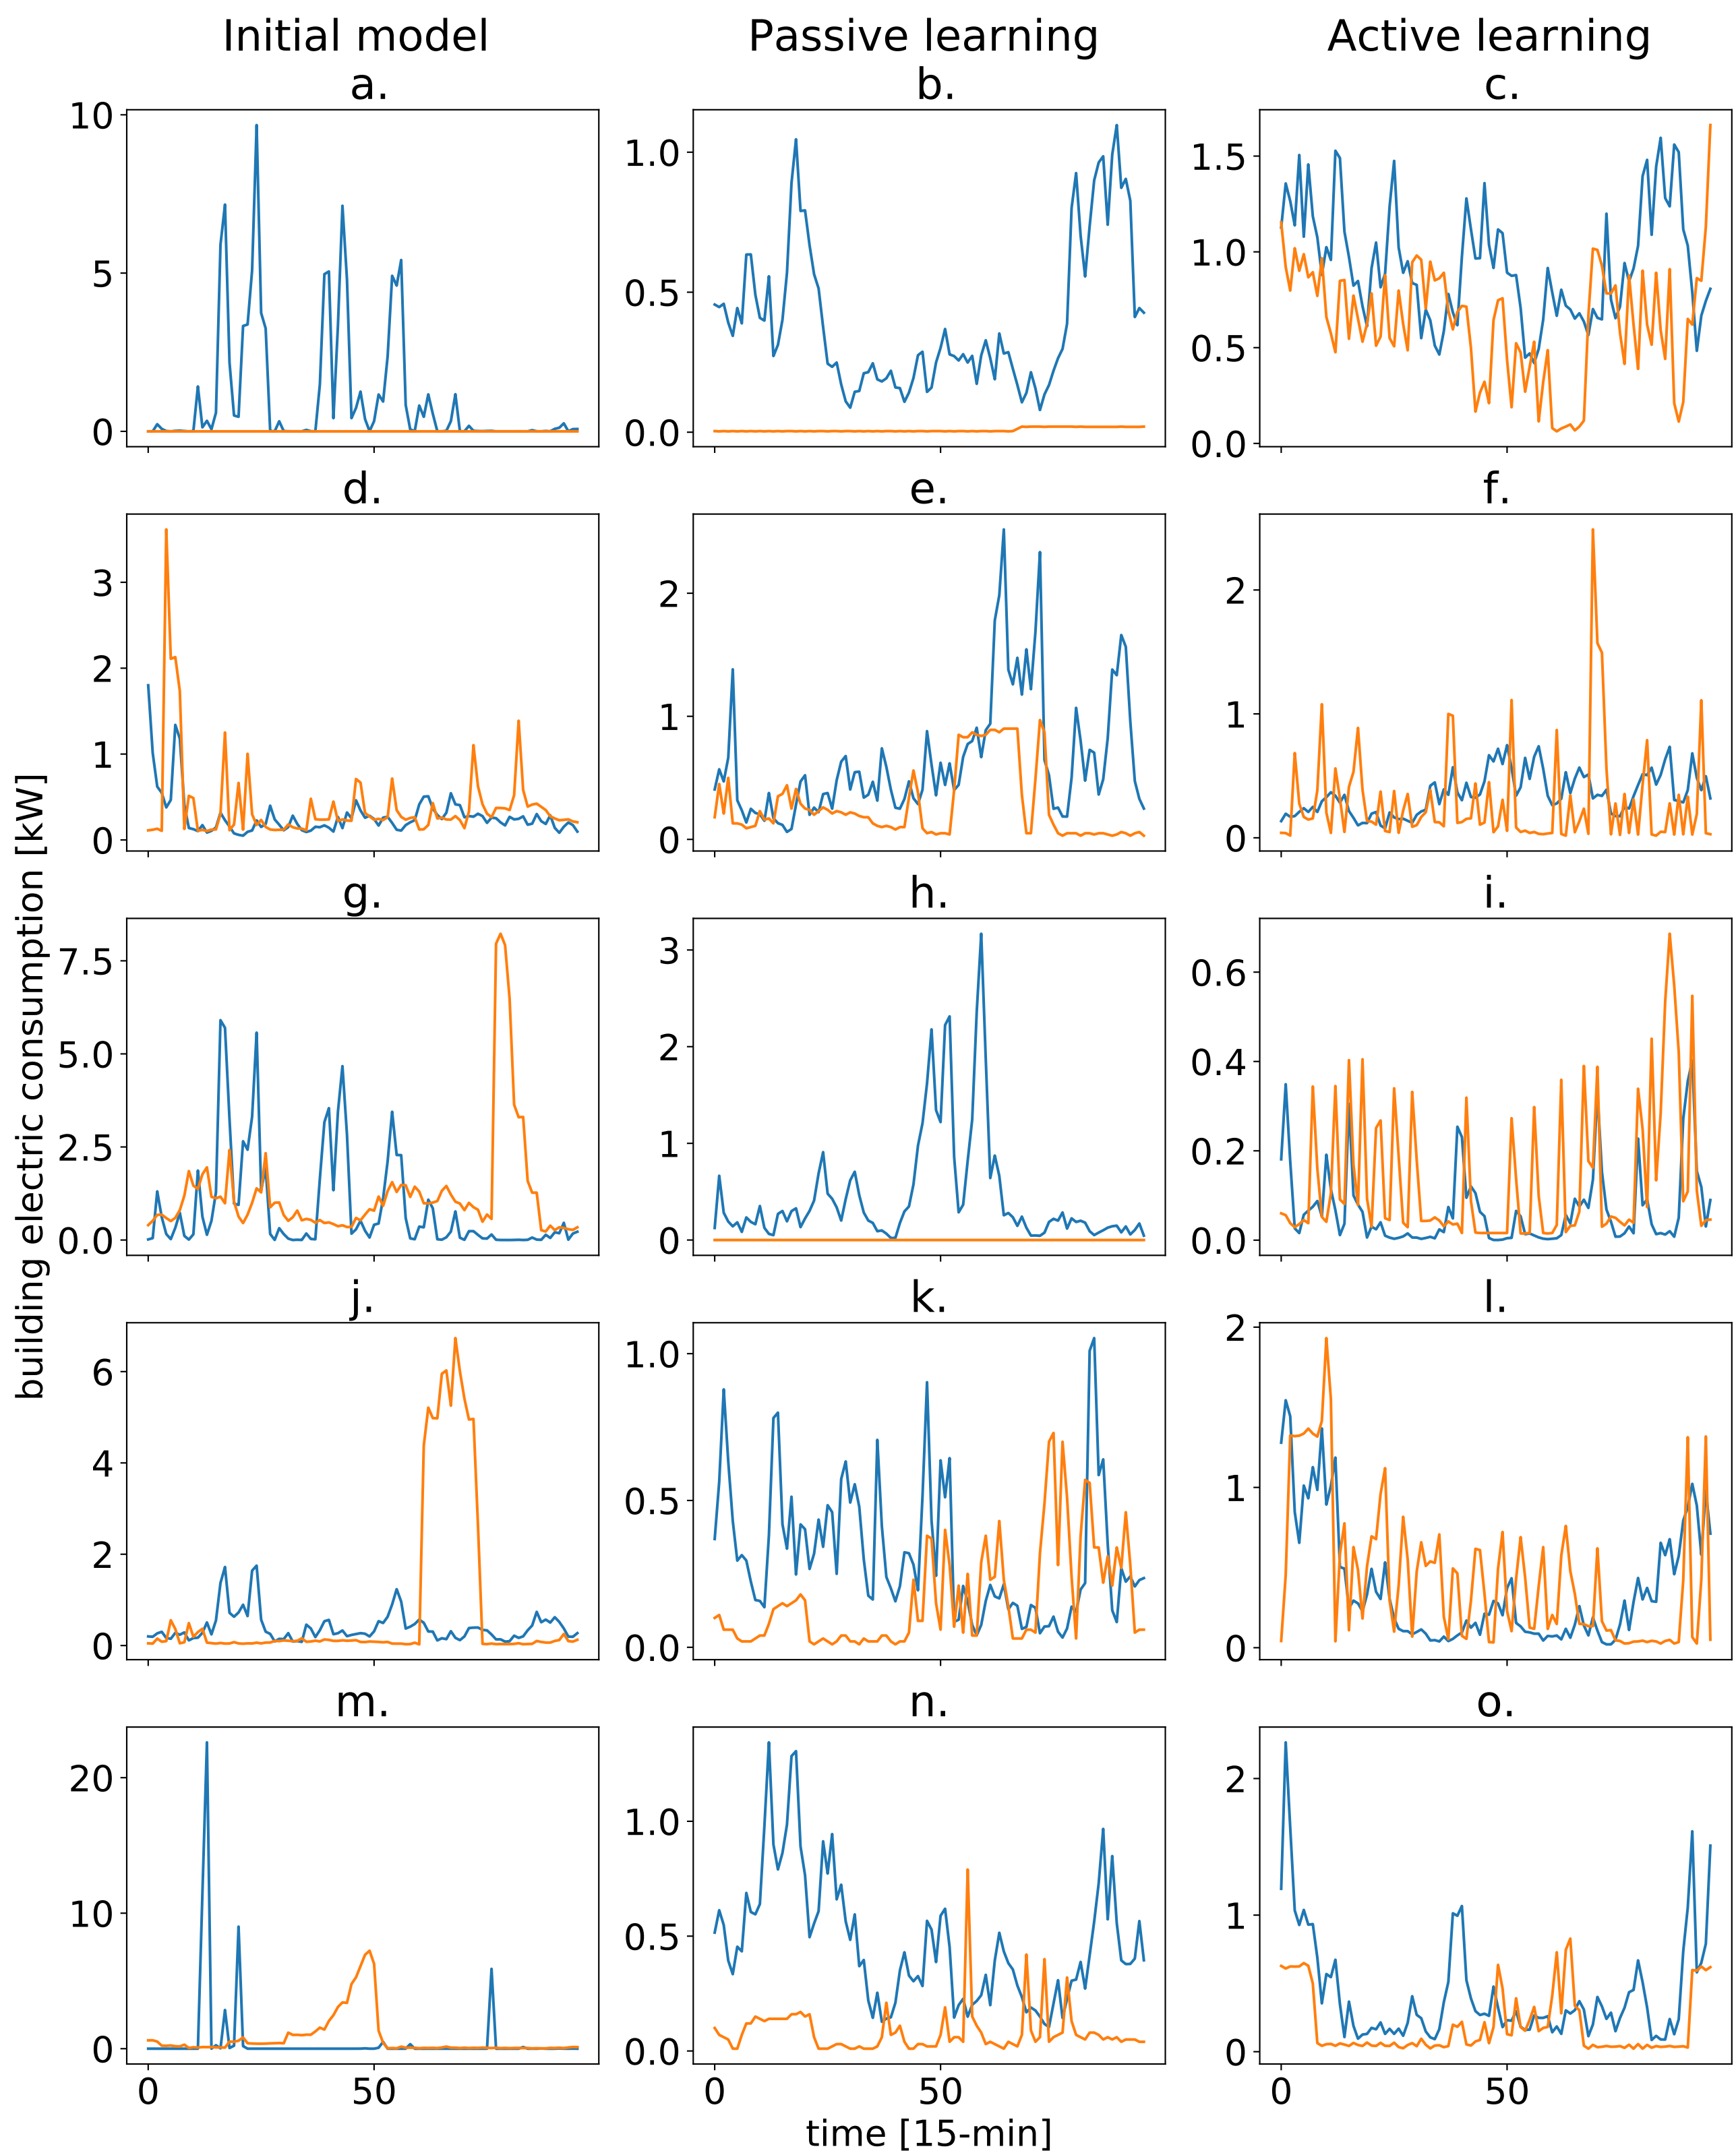 Initial model Passive learning Active learning
a. b. c.
10 1.0 1.5
5 0.5 1.0
0 0.0 0.5
0.0
d. e. f.
3 2 2
2 1 1
1 0 0
0
g. h. i.
7.5 3 0.6
5.0 2 0.4
2.5 1 0.2
0.0 0 0.0
j. k. l.
6 1.0 2
4 0.5 1
2 0.0 0
0
m. n. o.
20 1.0 2
10 0.5 1
0 0.0 0
0 50 0 50 0 50
time [15-min]
building electric consumption [kW]